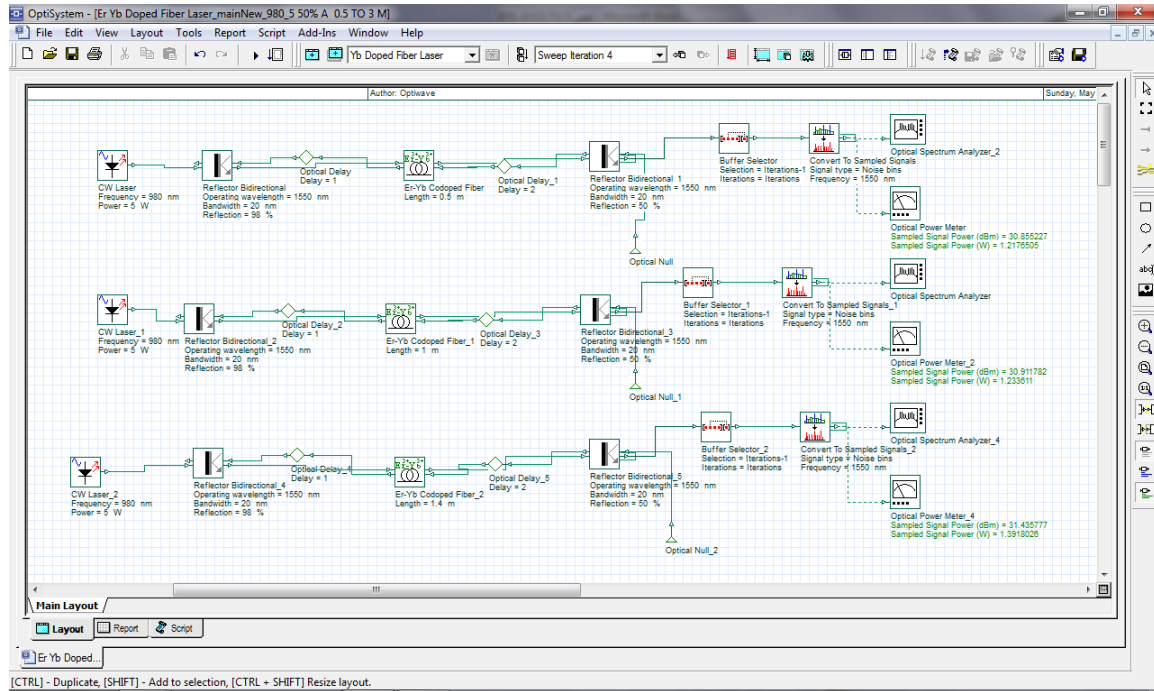 OptiSystem - [Er Yb Doped Fiber Laser_mainNew_980_5 50% A  0.5 TO 3 M]
File Edit View Layout Tools Report Script Add-Ins Window Help
Yb Doped Fiber Laser
Sweep Iteration 4
Author: Optiwave
Sunday, May
CW Laser
Frequency = 980 nm
Power = 5 W
Reflector Bidirectional
Operating wavelength = 1550 nm
Bandwidth = 20 nm
Reflection = 98 %
Optical Delay
Delay = 1
Er-Yb Codoped Fiber
Length = 0.5 m
Optical Delay_1
Delay = 2
Reflector Bidirectional_1
Operating wavelength = 1550 nm
Bandwidth = 20 nm
Reflection = 50 %
Optical Null
Buffer Selector
Selection = Iterations-1
Iterations = Iterations
Convert To Sampled Signals
Signal type = Noise bins
Frequency = 1550 nm
Optical Spectrum Analyzer_2
Optical Power Meter
Sampled Signal Power (dBm) = 30.855227
Sampled Signal Power (W) = 1.2176505
CW Laser_1
Frequency = 980 nm
Power = 5 W
Reflector Bidirectional_2
Operating wavelength = 1550 nm
Bandwidth = 20 nm
Reflection = 98 %
Optical Delay_2
Delay = 1
Er-Yb Codoped Fiber_1
Length = 1 m
Optical Delay_3
Delay = 2
Reflector Bidirectional_3
Operating wavelength = 1550 nm
Bandwidth = 20 nm
Reflection = 50 %
Optical Null_1
Buffer Selector_1
Selection = Iterations-1
Iterations = Iterations
Convert To Sampled Signals_1
Signal type = Noise bins
Frequency = 1550 nm
Optical Spectrum Analyzer
Optical Power Meter_2
Sampled Signal Power (dBm) = 30.911782
Sampled Signal Power (W) = 1.233611
CW Laser_2
Frequency = 980 nm
Power = 5 W
Reflector Bidirectional_4
Operating wavelength = 1550 nm
Bandwidth = 20 nm
Reflection = 98 %
Optical Delay_4
Delay = 1
Er-Yb Codoped Fiber_2
Length = 1.4 m
Optical Delay_5
Delay = 2
Reflector Bidirectional_5
Operating wavelength = 1550 nm
Bandwidth = 20 nm
Reflection = 50 %
Optical Null_2
Buffer Selector_2
Selection = Iterations-1
Iterations = Iterations
Convert To Sampled Signals_2
Signal type = Noise bins
Frequency = 1550 nm
Optical Spectrum Analyzer_4
Optical Power Meter_4
Sampled Signal Power (dBm) = 31.435777
Sampled Signal Power (W) = 1.3918026
Main Layout
Layout Report Script
Er Yb Doped...
[CTRL] - Duplicate, [SHIFT] - Add to selection, [CTRL + SHIFT] Resize layout.